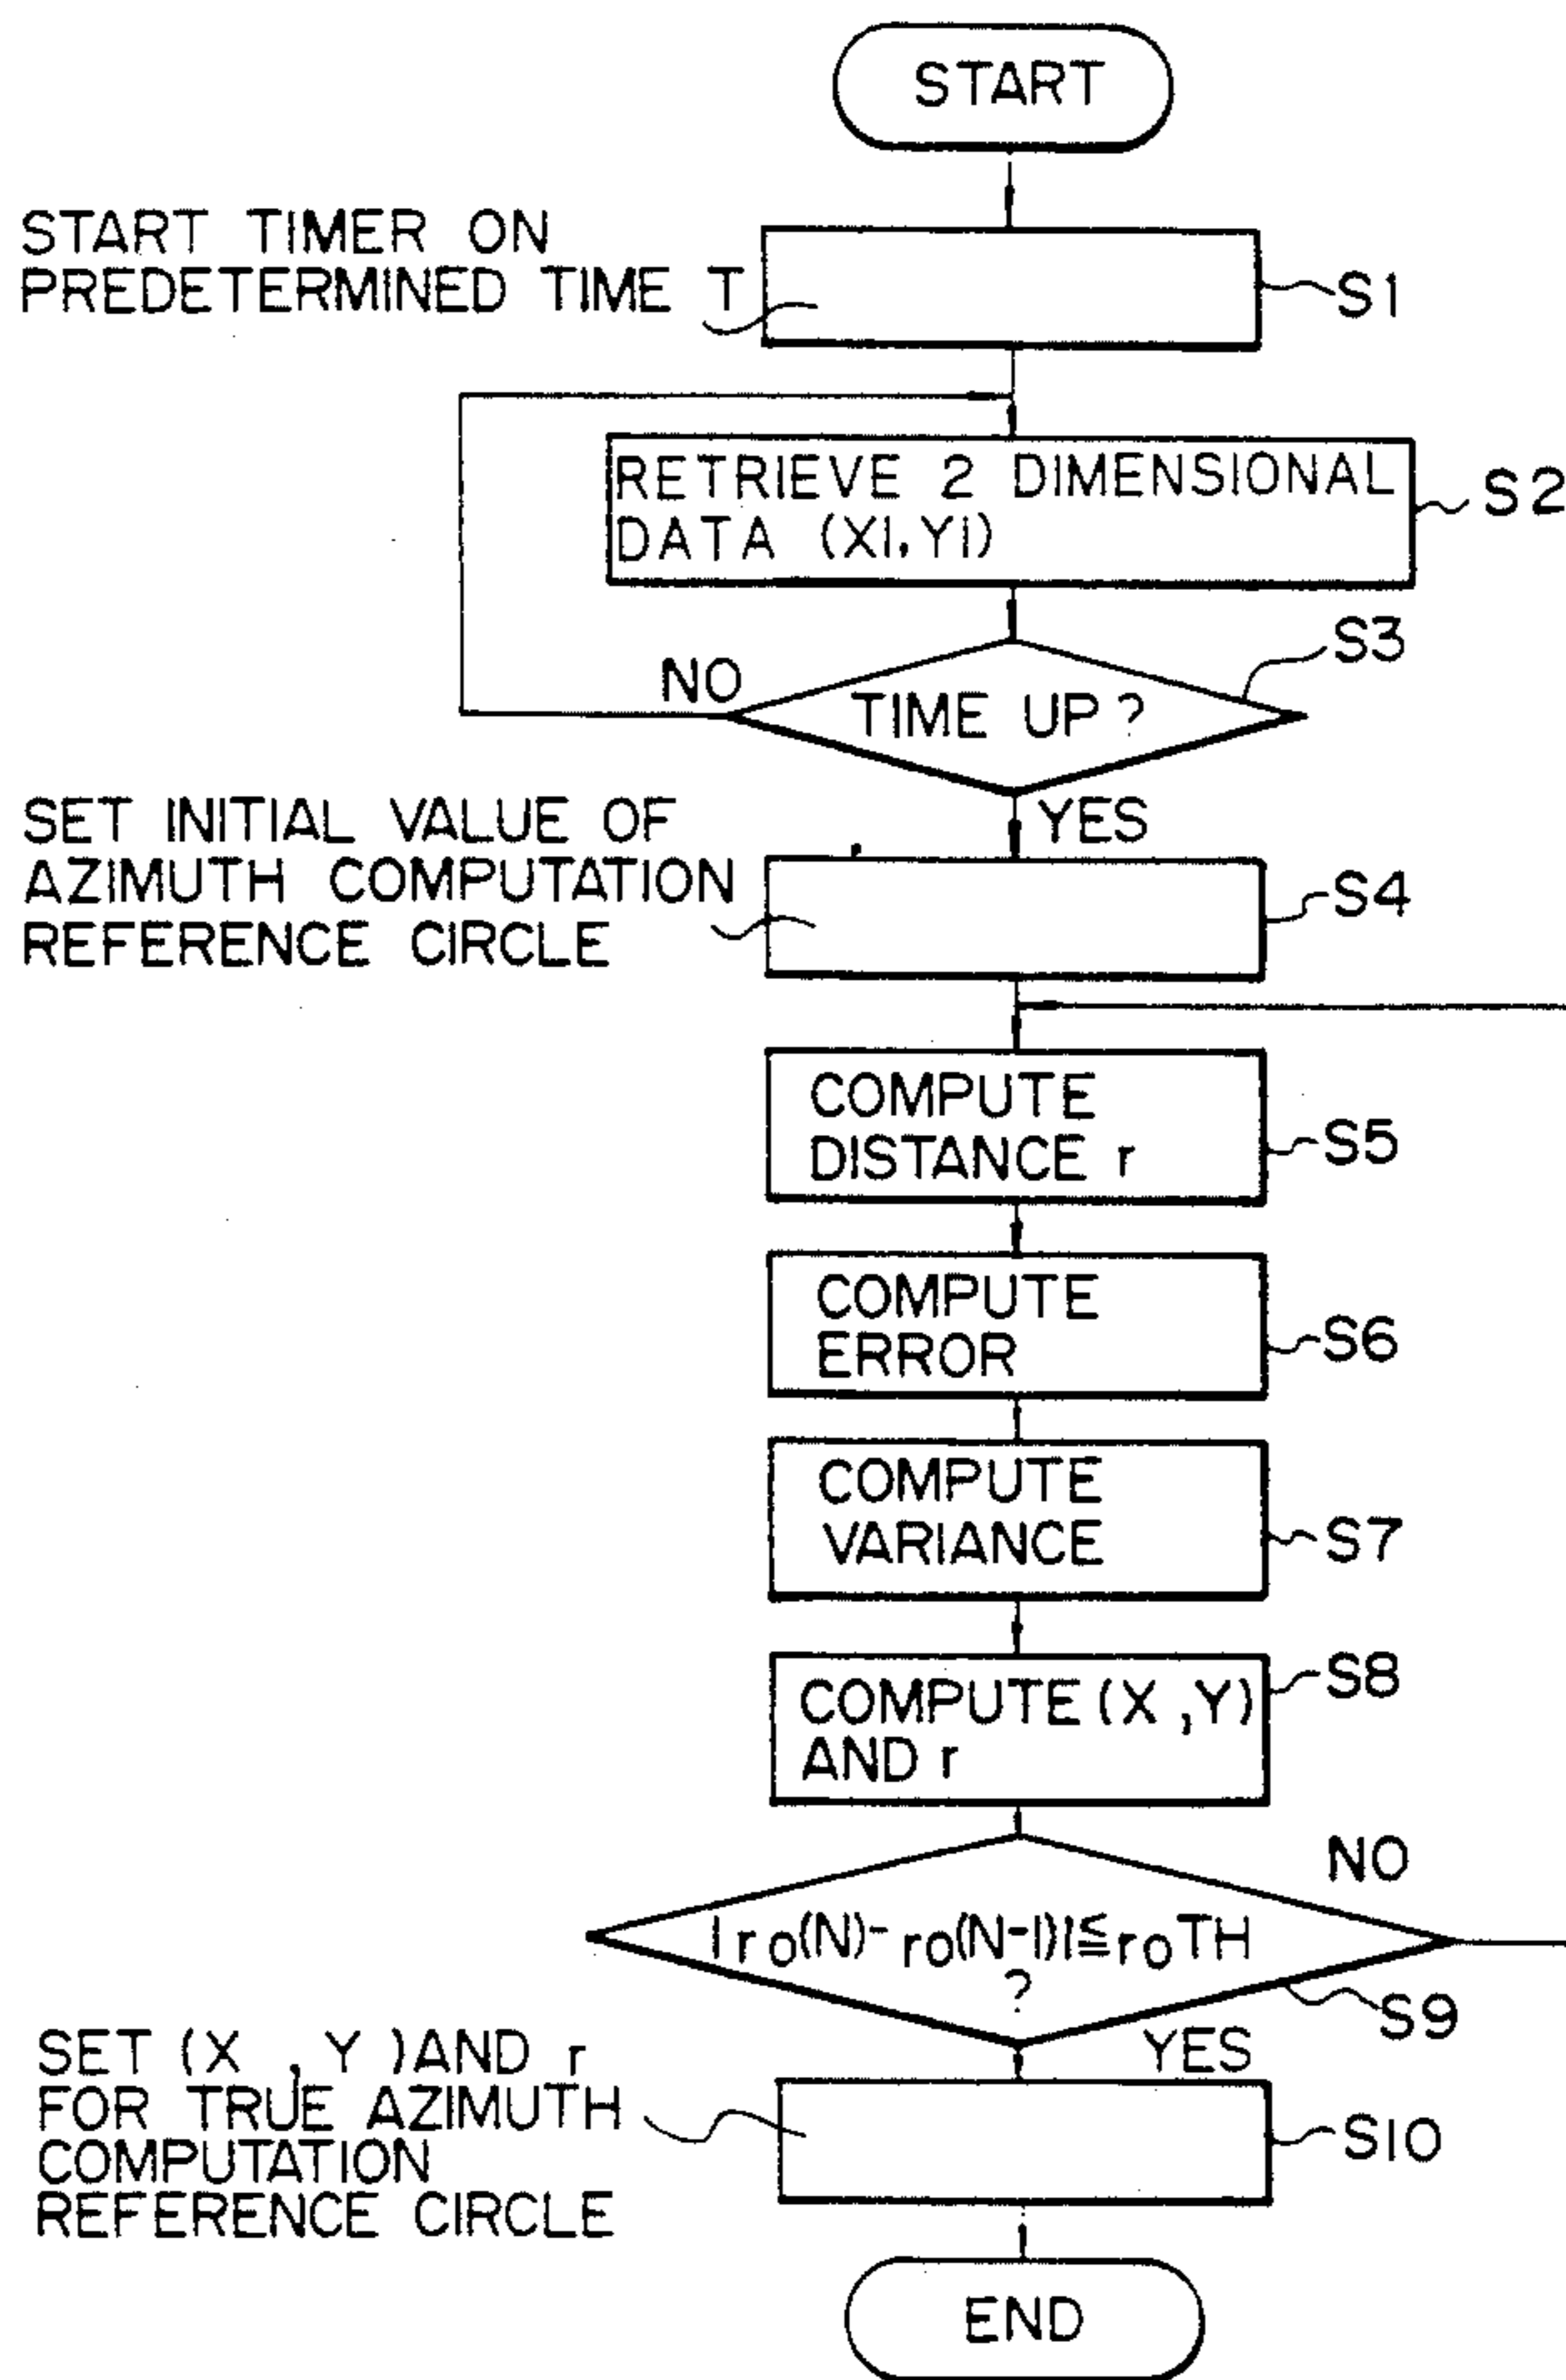 START
START TIMER ON
PREDETERMINED TIME T
S1
RETRIEVE 2 DIMENSIONAL
DATA (XI,YI)
S2
S3
NO
TIME UP ?
YES
SET INITIAL VALUE OF
AZIMUTH COMPUTATION
REFERENCE CIRCLE
S4
COMPUTE
DISTANCE r
S5
COMPUTE
ERROR
S6
COMPUTE
VARIANCE
S7
COMPUTE (X ,Y)
AND r
S8
NO
|ro(N)-ro(N-1)|≦roTH
?
S9
YES
SET (X , Y )AND r
FOR TRUE AZIMUTH
COMPUTATION
REFERENCE CIRCLE
S10
END